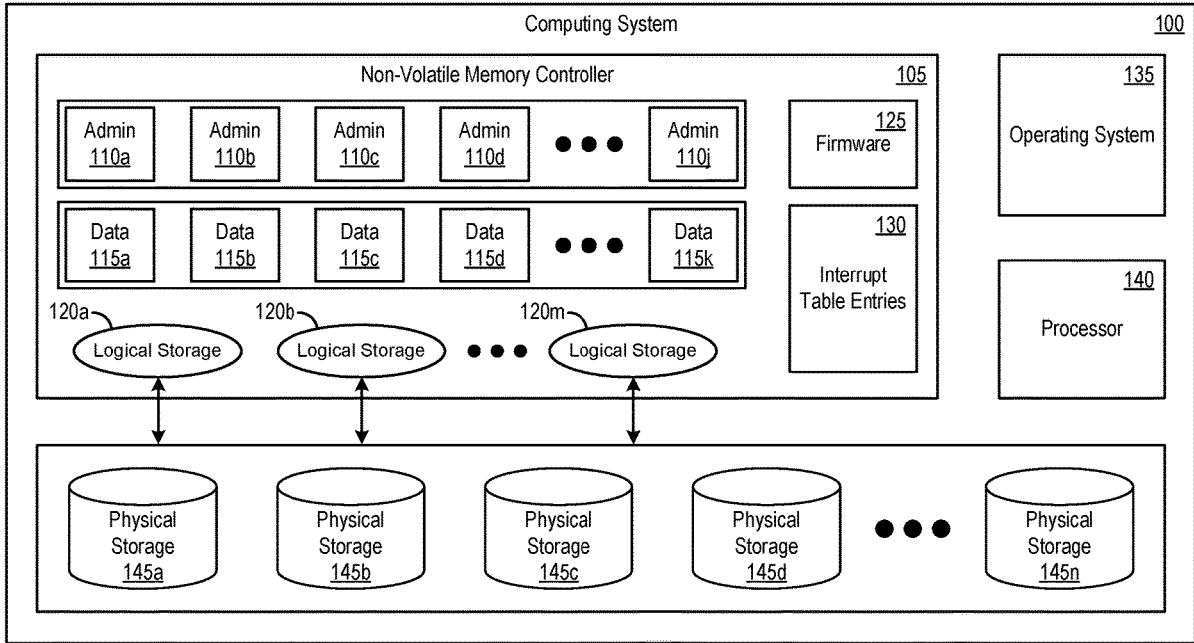 Computing System
100
Non-Volatile Memory Controller
105
Admin
110a
Admin
110b
Admin
110c
Admin
110d
Admin
110j
125
Firmware
135
Operating System
Data
115a
Data
115b
Data
115c
Data
115d
Data
115k
130
Interrupt
Table Entries
140
Processor
120a
120b
120m
Logical Storage
Logical Storage
Logical Storage
Physical
Storage
145a
Physical
Storage
145b
Physical
Storage
145c
Physical
Storage
145d
Physical
Storage
145n